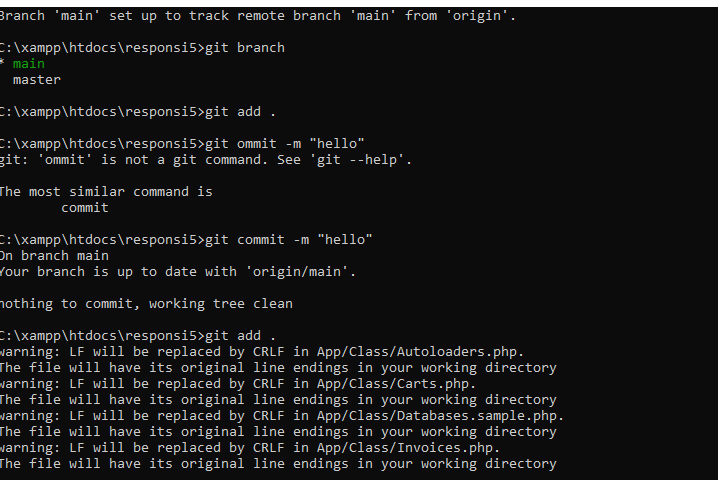 Branch 'main' set up to track remote branch 'main' from 'origin'.
C:\xampp\htdocs\responsi5>git branch
* main
master
C:\xampp\htdocs\responsi5>git add .
C:\xampp\htdocs\responsi5>git ommit -m "hello"
git: 'ommit' is not a git command. See 'git --help'.
The most similar command is
commit
C:\xampp\htdocs\responsi5>git commit -m "hello"
On branch main
Your branch is up to date with 'origin/main'.
nothing to commit, working tree clean
C:\xampp\htdocs\responsi5>git add .
warning: LF will be replaced by CRLF in App/Class/Autoloaders.php.
The file will have its original line endings in your working directory
warning: LF will be replaced by CRLF in App/Class/Carts.php.
The file will have its original line endings in your working directory
warning: LF will be replaced by CRLF in App/Class/Databases.sample.php.
The file will have its original line endings in your working directory
warning: LF will be replaced by CRLF in App/Class/Invoices.php.
The file will have its original line endings in your working directory